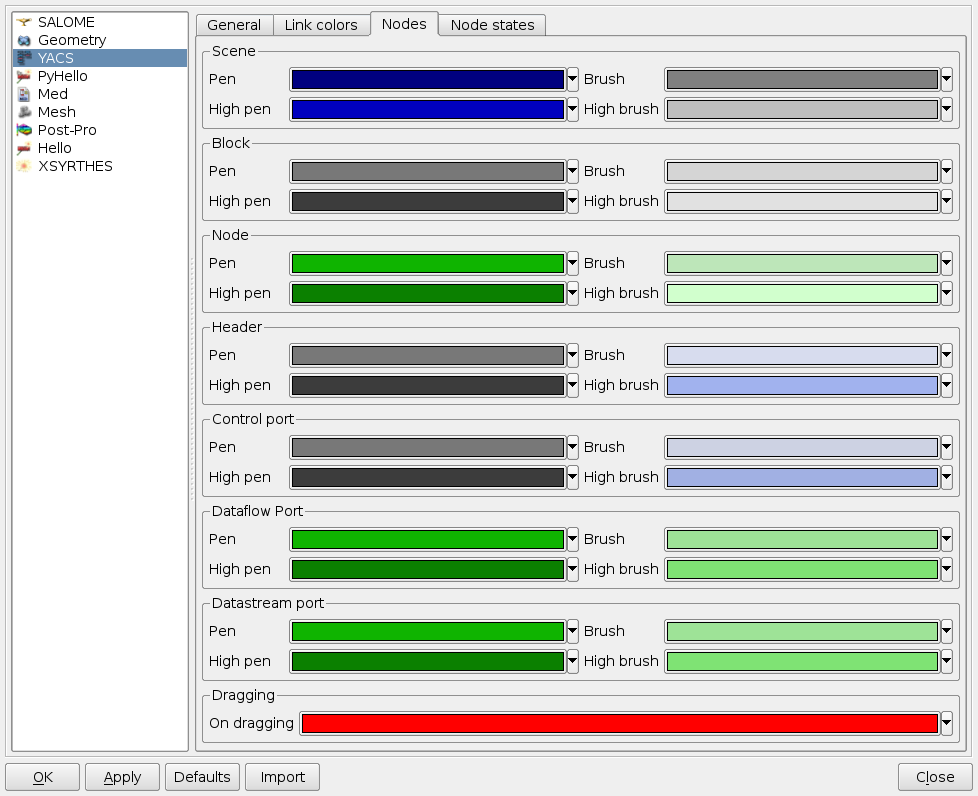 SALOME
Geometry
YACS
PyHello
Med
Mesh
Post-Pro
Hello
XSYRTHES
General Link colors Nodes Node states
Scene
Pen Brush
High pen High brush
Block
Pen Brush
High pen High brush
Node
Pen Brush
High pen High brush
Header
Pen Brush
High pen High brush
Control port
Pen Brush
High pen High brush
Dataflow Port
Pen Brush
High pen High brush
Datastream port
Pen Brush
High pen High brush
Dragging
On dragging
OK Apply Defaults Import Close